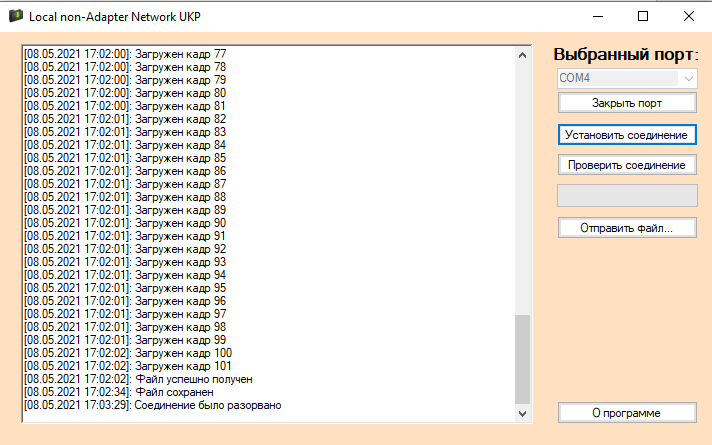 Local non-Adapter Network UKP
[08.05.2021 17:02:00]: Загружен кадр 77
[08.05.2021 17:02:00]: Загружен кадр 78
[08.05.2021 17:02:00]: Загружен кадр 79
[08.05.2021 17:02:00]: Загружен кадр 80
[08.05.2021 17:02:00]: Загружен кадр 81
[08.05.2021 17:02:01]: Загружен кадр 82
[08.05.2021 17:02:01]: Загружен кадр 83
[08.05.2021 17:02:01]: Загружен кадр 84
[08.05.2021 17:02:01]: Загружен кадр 85
[08.05.2021 17:02:01]: Загружен кадр 86
[08.05.2021 17:02:01]: Загружен кадр 87
[08.05.2021 17:02:01]: Загружен кадр 88
[08.05.2021 17:02:01]: Загружен кадр 89
[08.05.2021 17:02:01]: Загружен кадр 90
[08.05.2021 17:02:01]: Загружен кадр 91
[08.05.2021 17:02:01]: Загружен кадр 92
[08.05.2021 17:02:01]: Загружен кадр 93
[08.05.2021 17:02:01]: Загружен кадр 94
[08.05.2021 17:02:01]: Загружен кадр 95
[08.05.2021 17:02:01]: Загружен кадр 96
[08.05.2021 17:02:01]: Загружен кадр 97
[08.05.2021 17:02:01]: Загружен кадр 98
[08.05.2021 17:02:01]: Загружен кадр 99
[08.05.2021 17:02:02]: Загружен кадр 100
[08.05.2021 17:02:02]: Загружен кадр 101
[08.05.2021 17:02:02]: Файл успешно получен
[08.05.2021 17:02:34]: Файл сохранен
[08.05.2021 17:03:29]: Соединение было разорвано
Выбранный порт:
COM4
Закрыть порт
Установить соединение
Проверить соединение
Отправить файл...
О программе